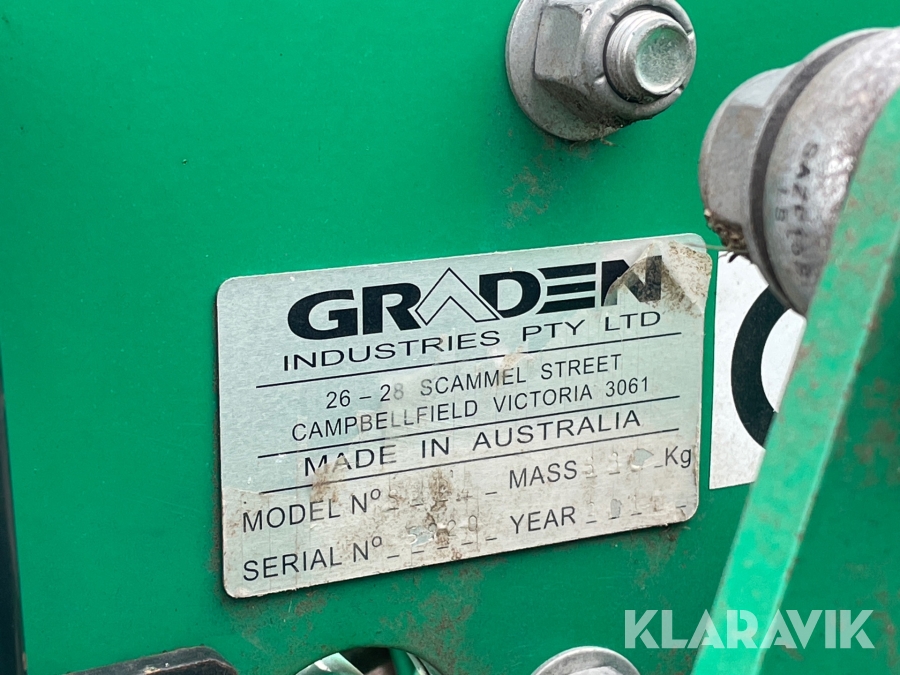 GRADEN
INDUSTRIES PTY LTD
26 – 28 SCAMMEL STREET
CAMPBELLFIELD VICTORIA 3061
MADE IN AUSTRALIA
MODEL Nº MASS Kg
SERIAL Nº YEAR
KLARAVIK